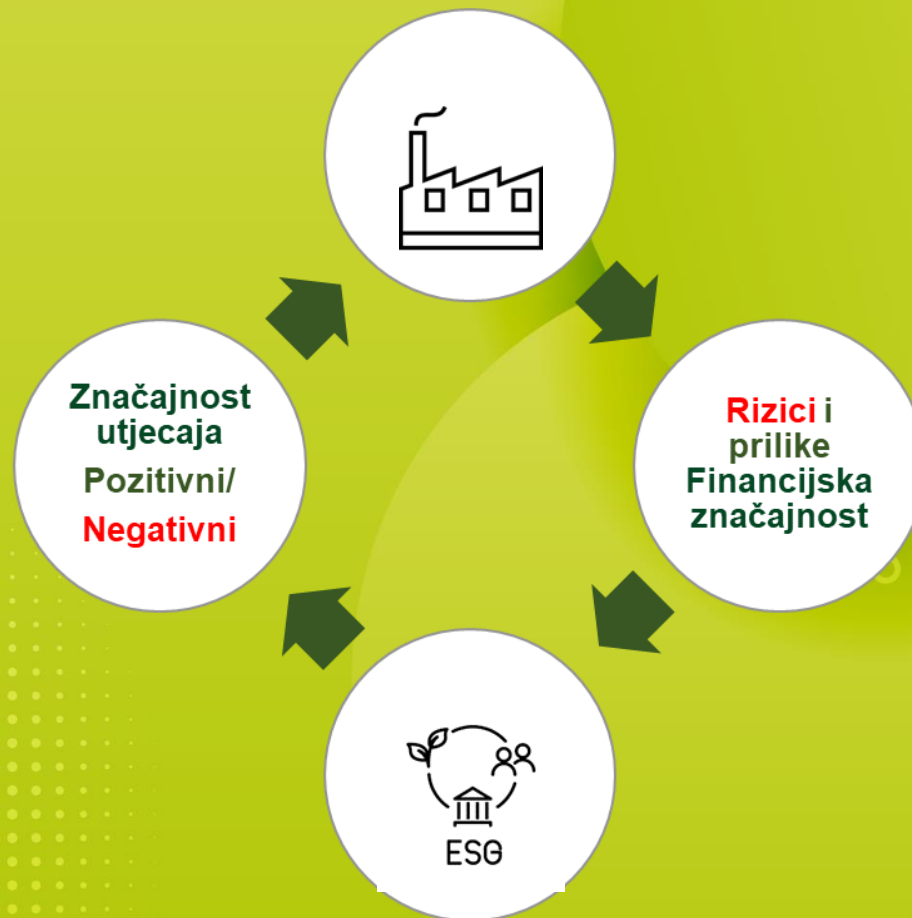 Značajnost
utjecaja
Pozitivni/
Negativni
Rizici i
prilike
Financijska
značajnost
ESG